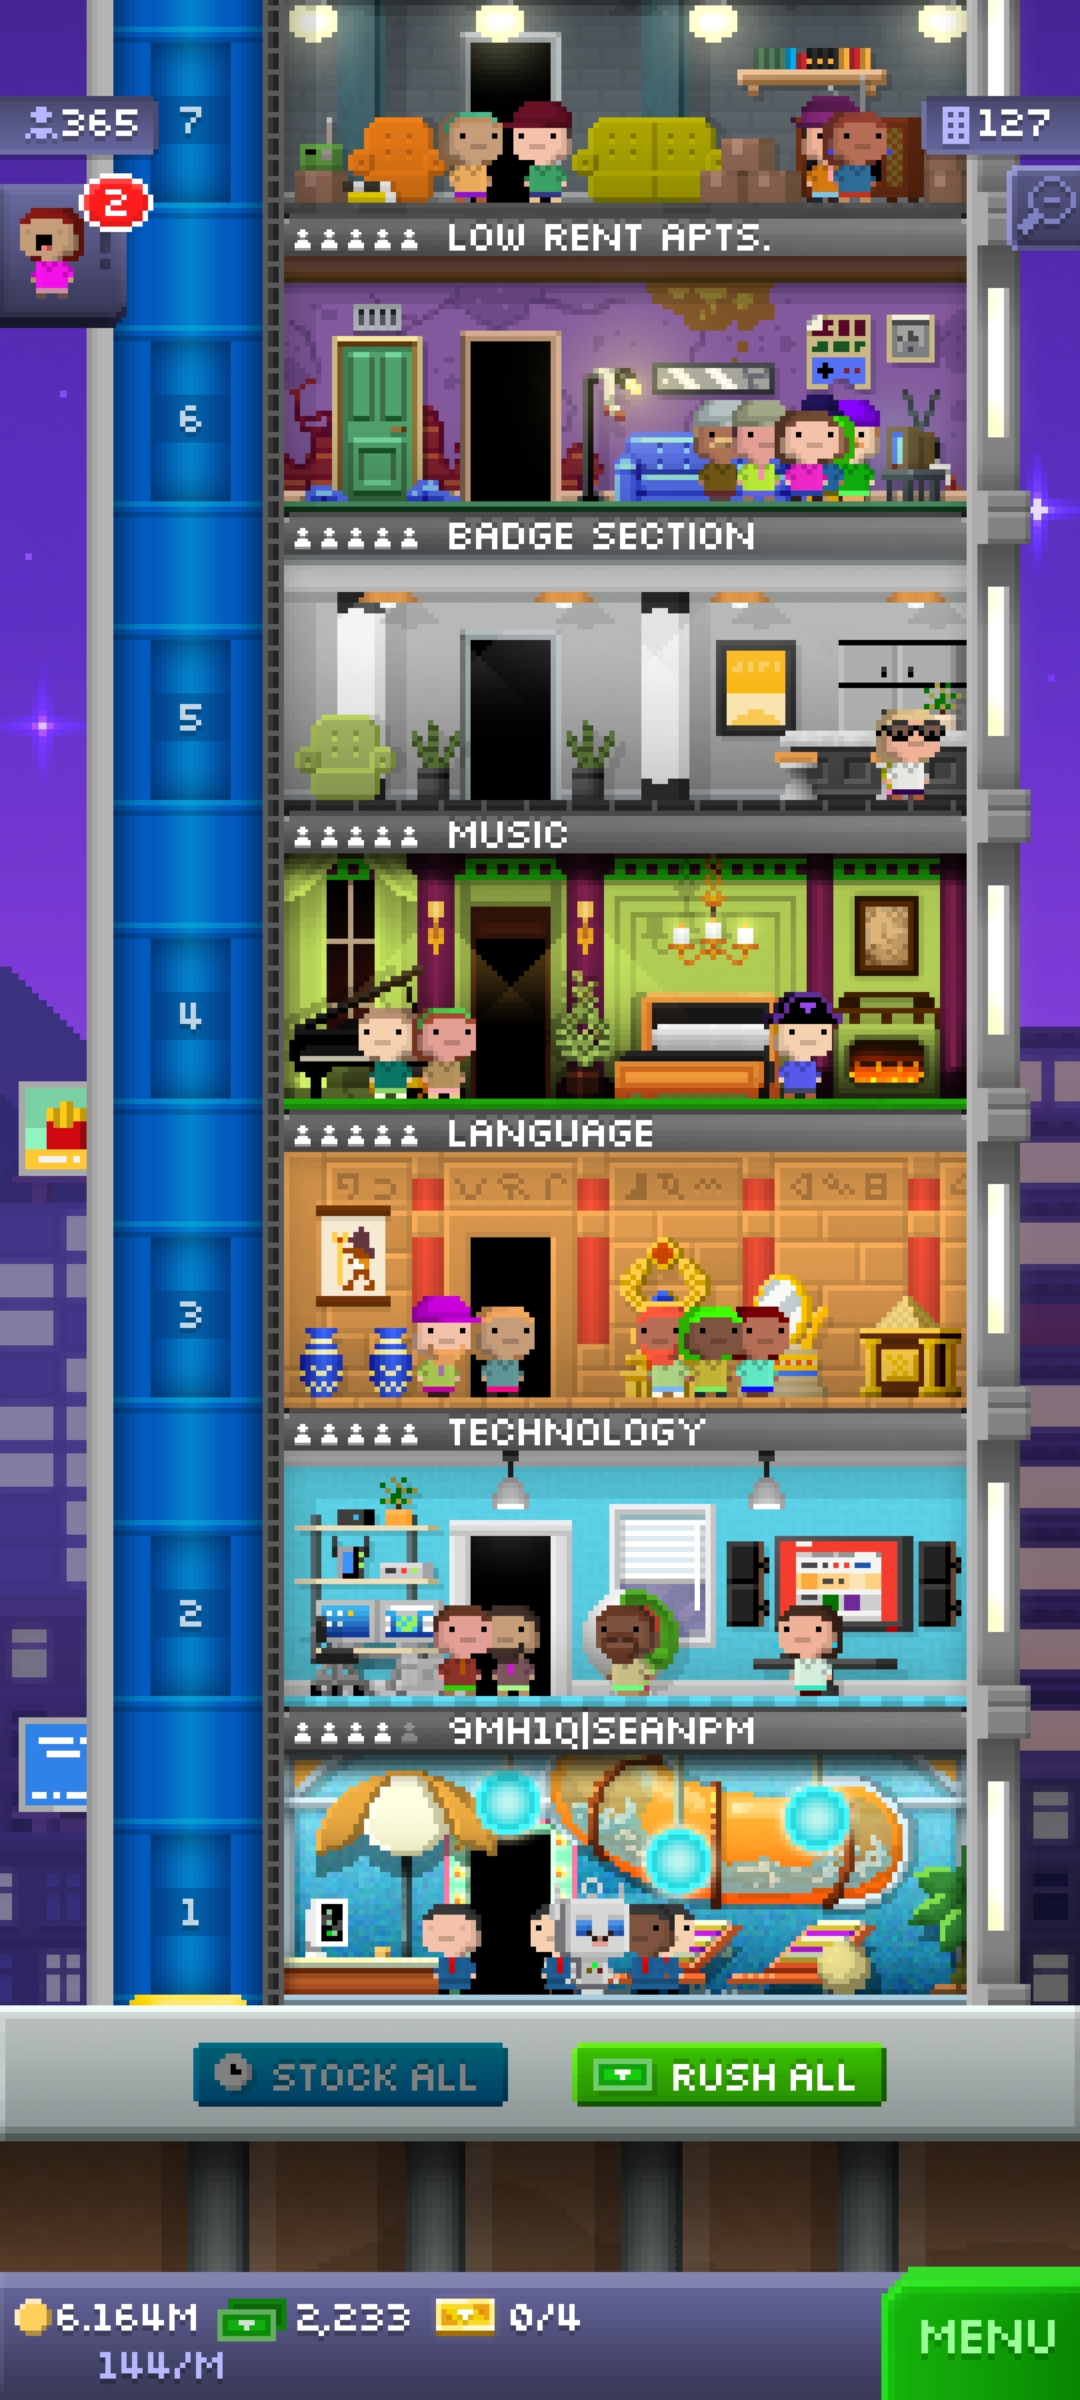 7
365
127
2
LOW RENT APTS.
6
BADGE SECTION
5
MUSIC
4
LANGUAGE
3
TECHNOLOGY
2
9MH1Q|SEANPM
1
STOCK ALL
RUSH ALL
6.164M
2,233
0/4
144/M
MENU